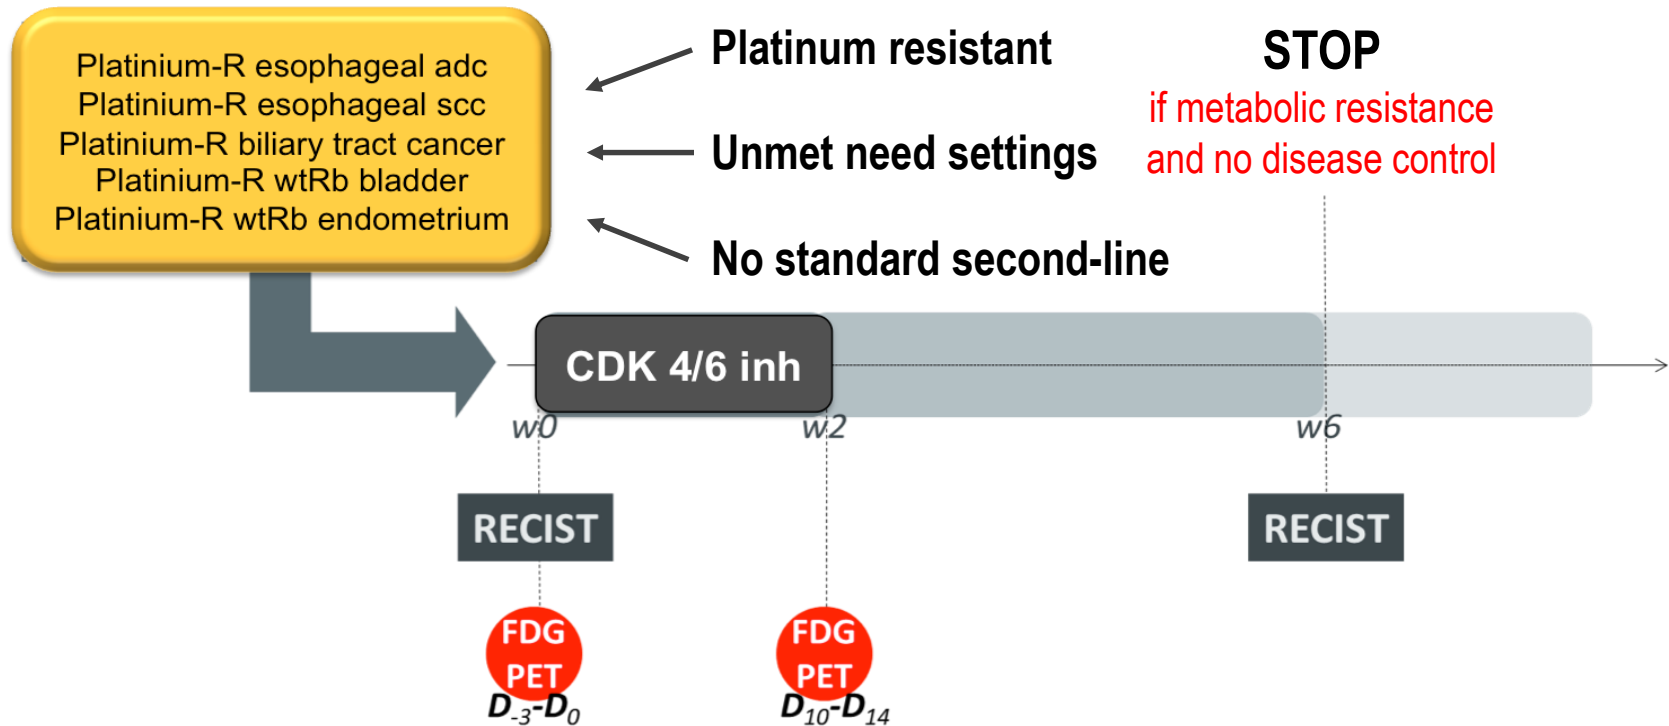 Platinium-R esophageal adc
Platinium-R esophageal scc
Platinium-R biliary tract cancer
Platinium-R wtRb bladder
Platinium-R wtRb endometrium
Platinum resistant
Unmet need settings
No standard second-line
STOP
if metabolic resistance
and no disease control
CDK 4/6 inh
w0
w2
w6
RECIST
RECIST
FDG
PET
D-3-D0
FDG
PET
D10-D14